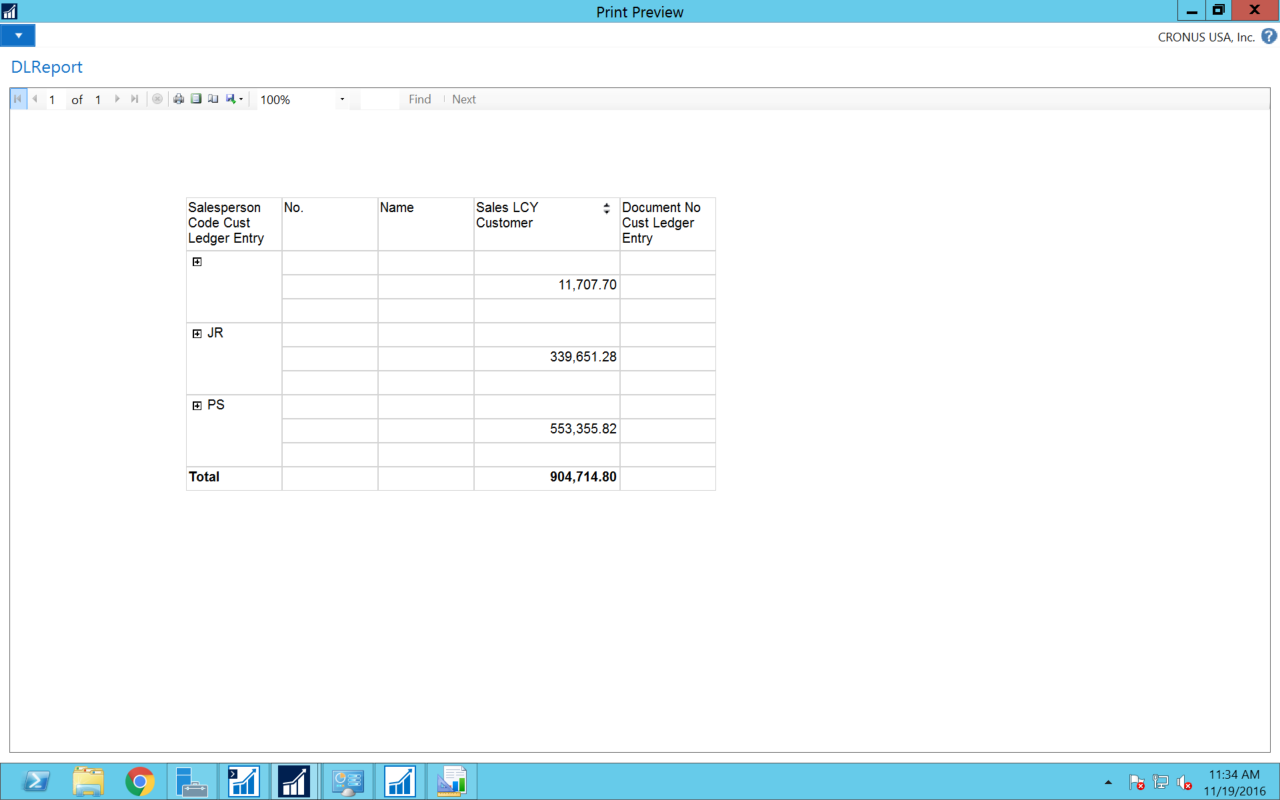 Print Preview
CRONUS USA, Inc.
DLReport
1 of 1 100% Find Next
Salesperson Code Cust Ledger Entry No. Name Sales LCY Customer Document No Cust Ledger Entry
11,707.70
JR
339,651.28
PS
553,355.82
Total 904,714.80
11:34 AM
11/19/2016